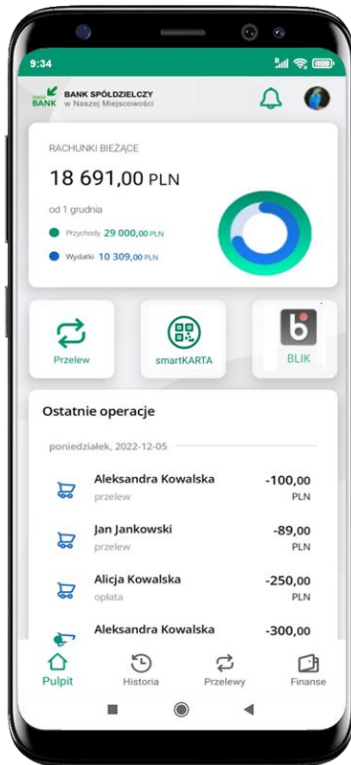 9:34
nasz BANK
BANK SPÓŁDZIELCZY
w Naszej Miejscowości
RACHUNKI BIEŻĄCE
18 691,00 PLN
od 1 grudnia
Przychody 29 000,00 PLN
Wydatki 10 309,00 PLN
Przelew
smartKARTA
BLIK
Ostatnie operacje
poniedziałek, 2022-12-05
Aleksandra Kowalska -100,00
przelew PLN
Jan Jankowski -89,00
przelew PLN
Alicja Kowalska -250,00
opłata PLN
Aleksandra Kowalska -300,00
Pulpit Historia Przelewy Finanse